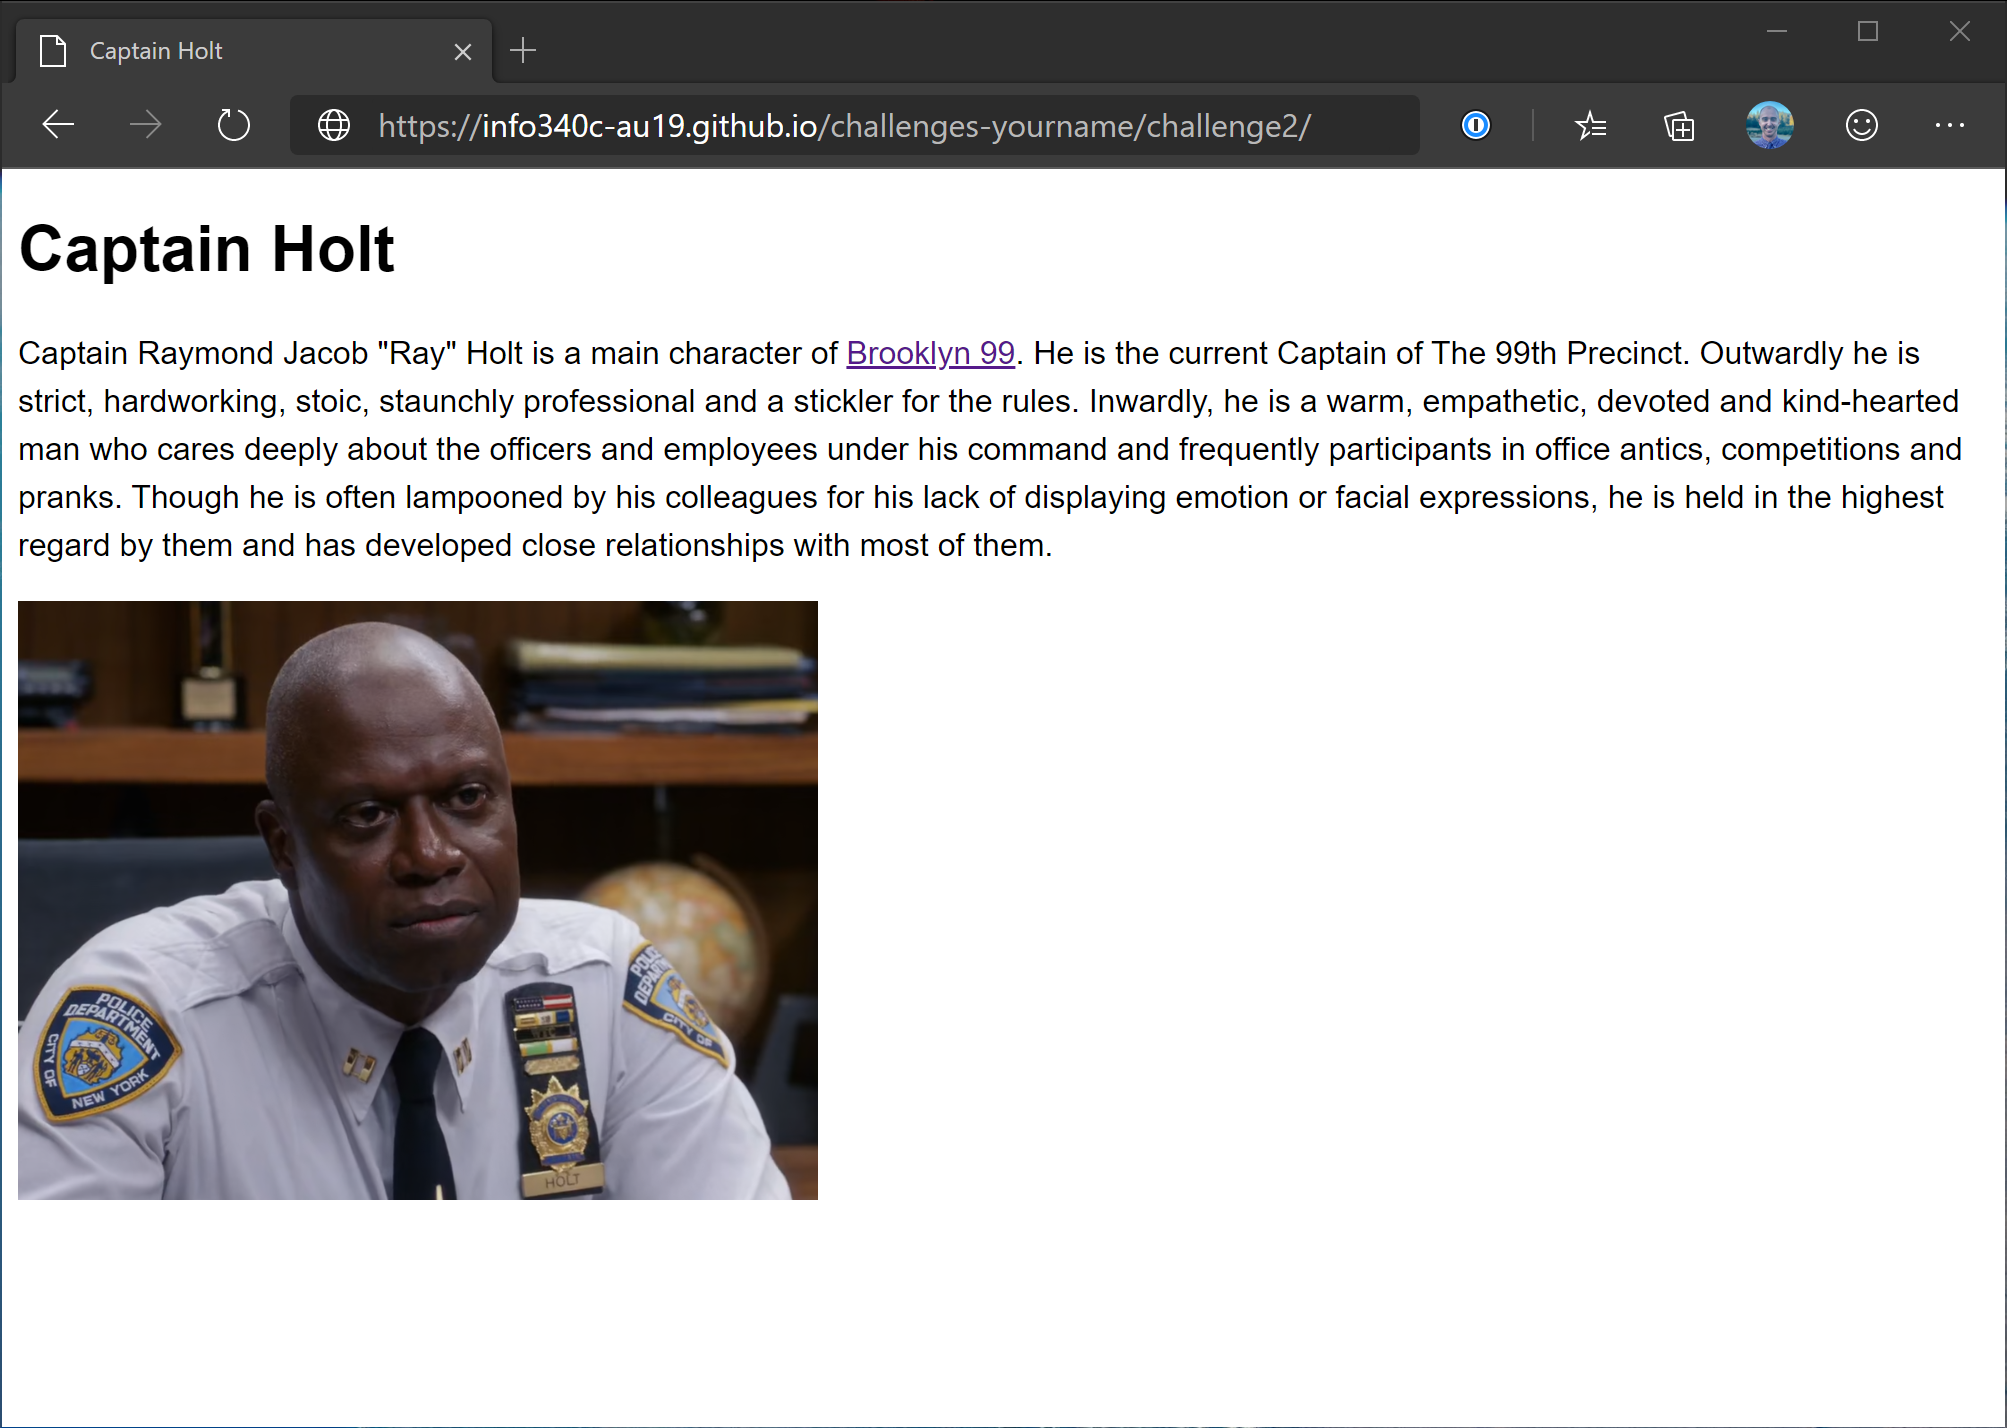 Captain Holt
https://info340c-au19.github.io/challenges-yourname/challenge2/
Captain Holt
Captain Raymond Jacob "Ray" Holt is a main character of Brooklyn 99. He is the current Captain of The 99th Precinct. Outwardly he is
strict, hardworking, stoic, staunchly professional and a stickler for the rules. Inwardly, he is a warm, empathetic, devoted and kind-hearted
man who cares deeply about the officers and employees under his command and frequently participants in office antics, competitions and
pranks. Though he is often lampooned by his colleagues for his lack of displaying emotion or facial expressions, he is held in the highest
regard by them and has developed close relationships with most of them.
POLICE
DEPARTMENT
CITY OF
NEW YORK
POLICE
DEPARTM
CITY OF
HOLT